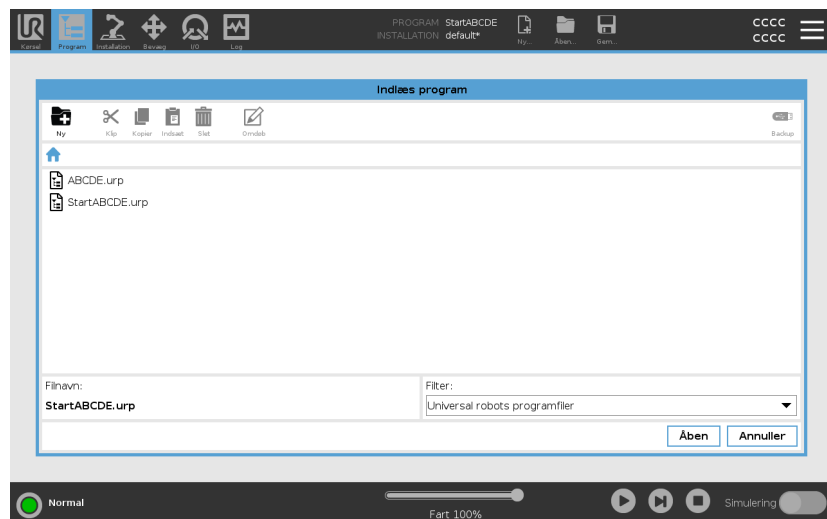 PROGRAM StartABCDE
INSTALLATION default*
Kørsel Program Installation Bevæg I/O Log Ny... Åben... Gem...
CCCC
CCCC
Indlæs program
Ny Klip Kopier Indsæt Slet Omdøb Backup
ABCDE.urp
StartABCDE.urp
Filnavn: Filter:
StartABCDE.urp Universal robots programfiler
Åben Annuller
Normal Fart 100% Simulering